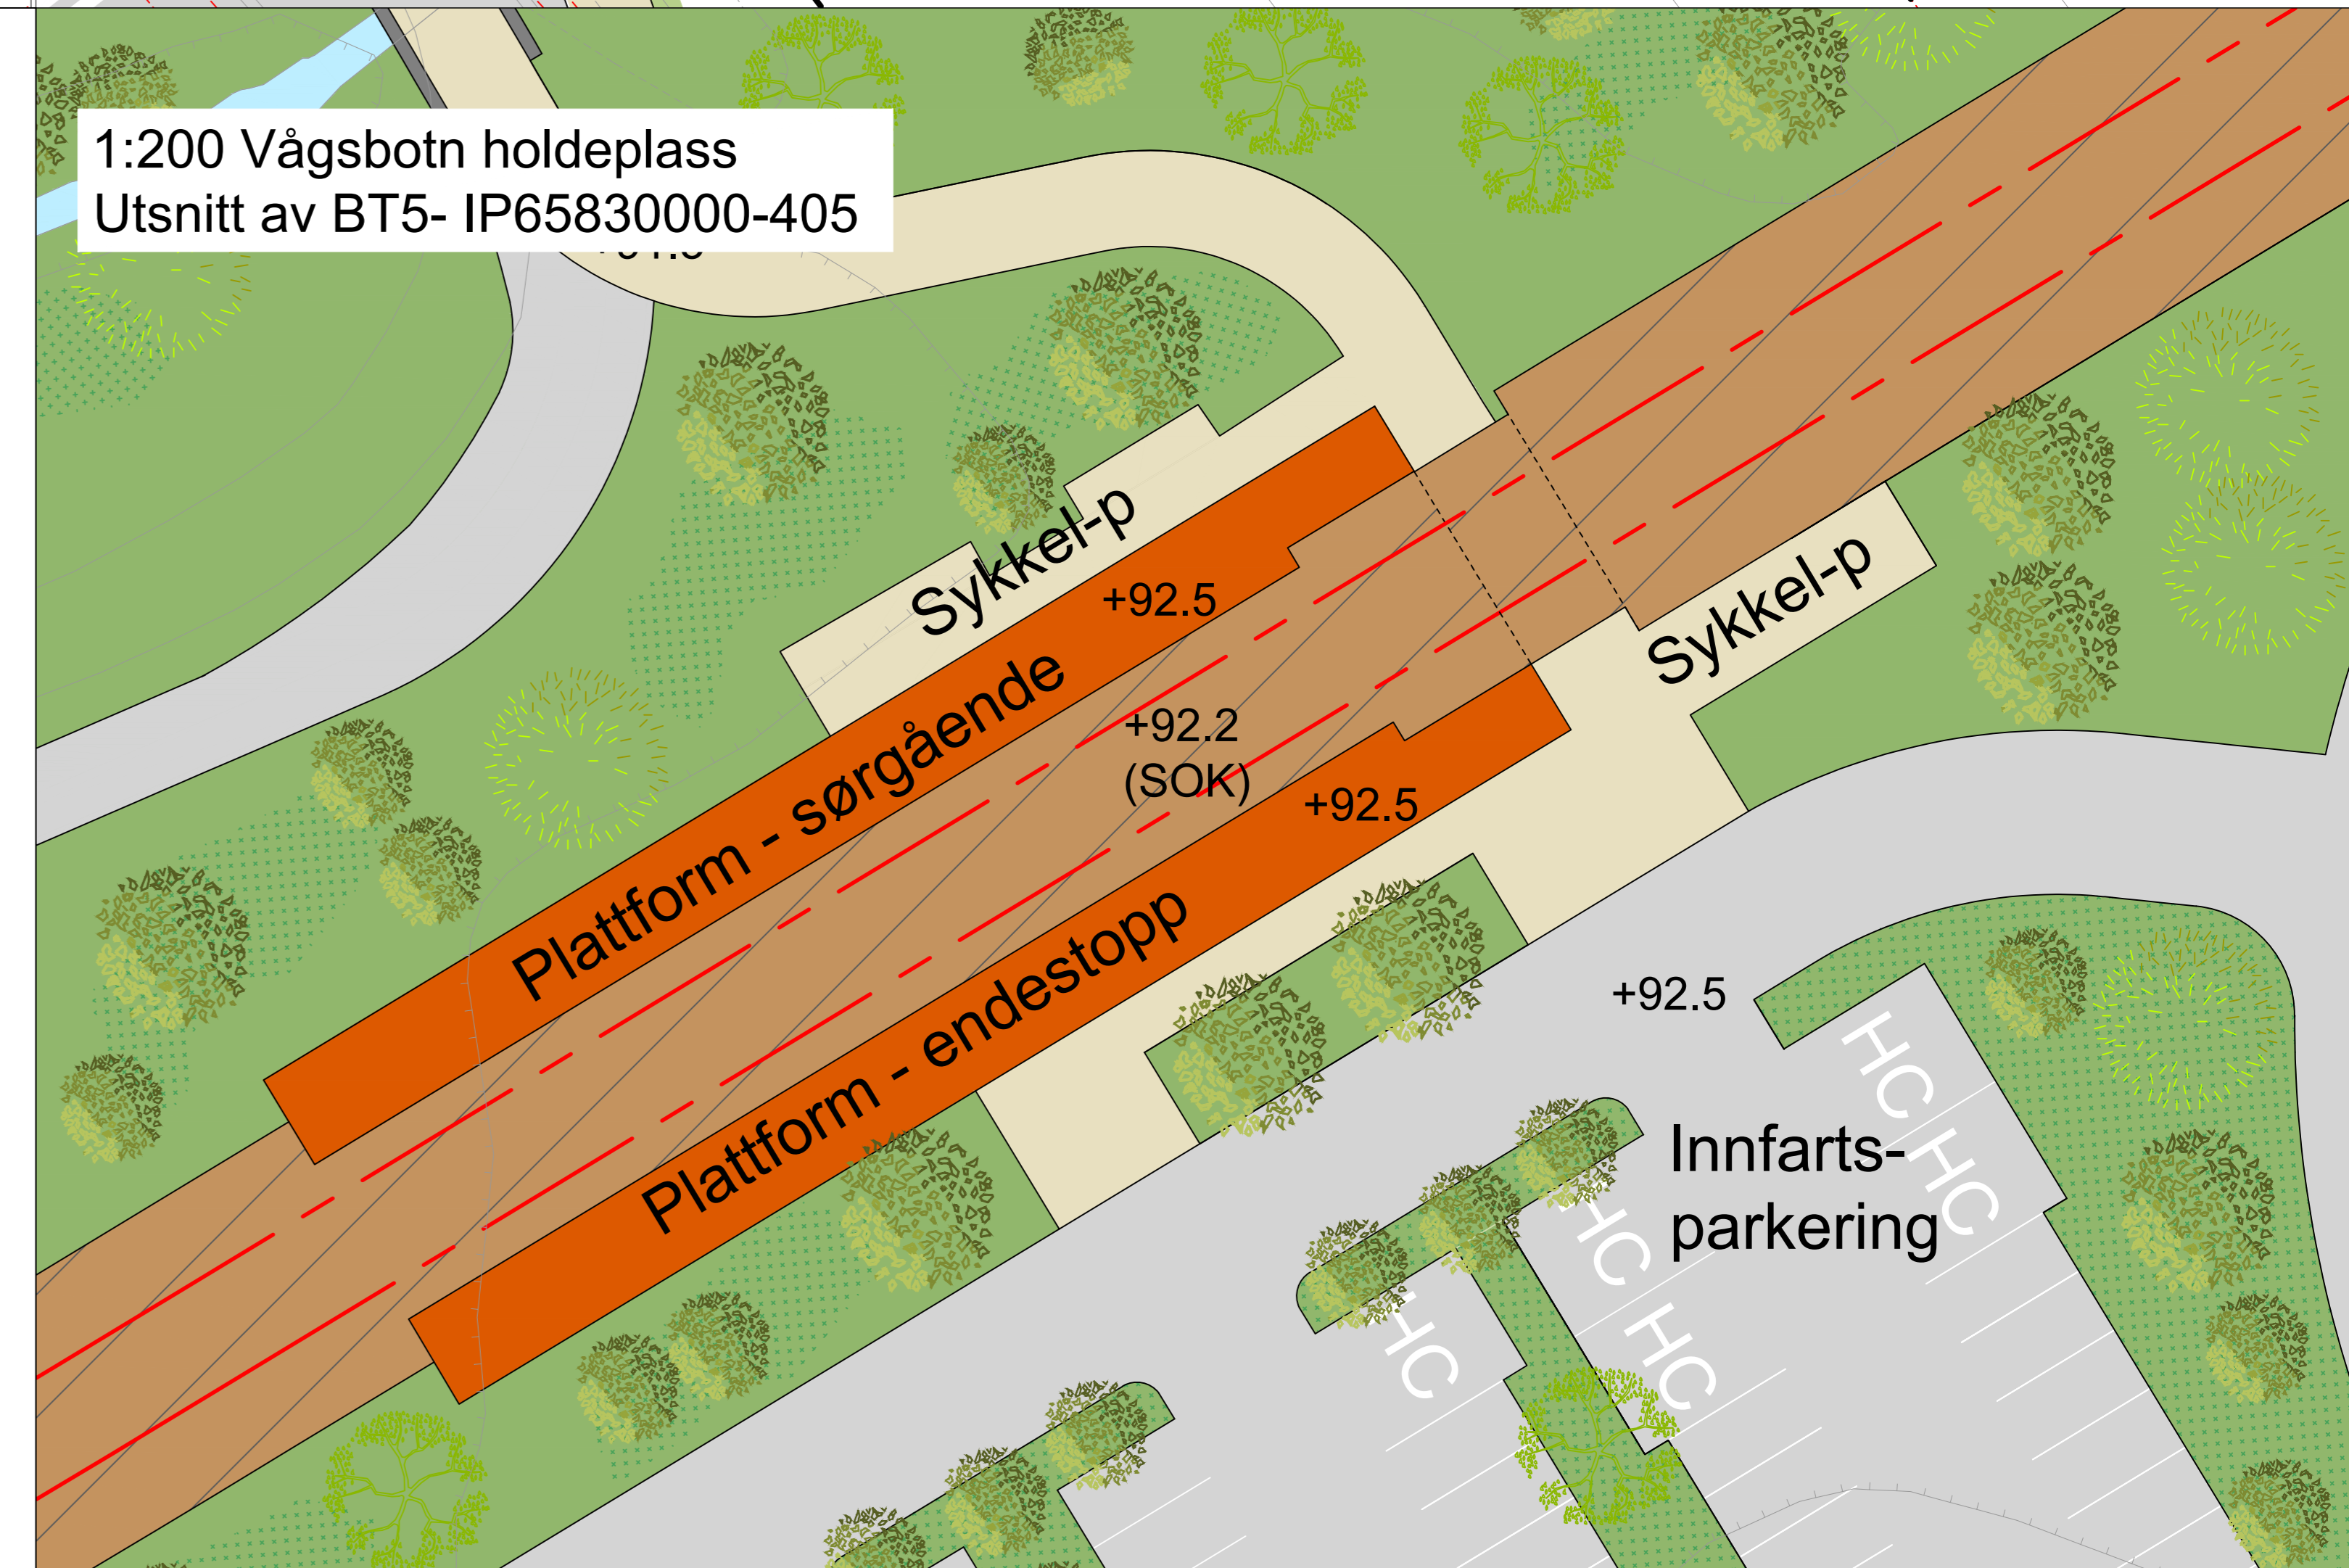 1:200 Vågsbotn holdeplass
Utsnitt av BT5- IP65830000-405
Sykkel-p
+92.5
Sykkel-p
Plattform - sørgående
+92.2
(SOK)
+92.5
Plattform - endestopp
+92.5
HC
HC
Innfarts-
parkering
HC
HC
HC